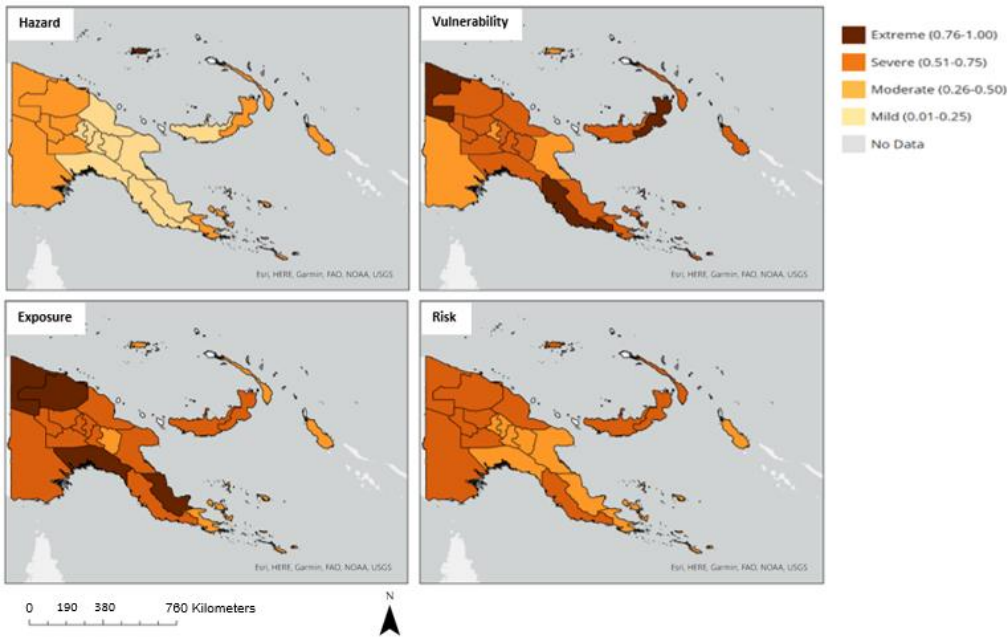 Hazard
Esri, HERE, Garmin, FAO, NOAA, USGS
Vulnerability
Esri, HERE, Garmin, FAO, NOAA, USGS
Extreme (0.76-1.00)
Severe (0.51-0.75)
Moderate (0.26-0.50)
Mild (0.01-0.25)
No Data
Exposure
Esri, HERE, Garmin, FAO, NOAA, USGS
Risk
Esri, HERE, Garmin, FAO, NOAA, USGS
0 190 380 760 Kilometers
N